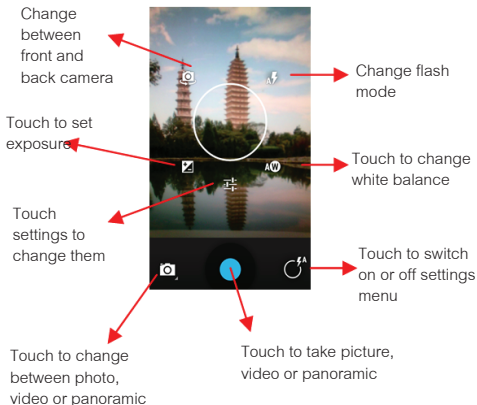 Change
between
front and
back camera
Change flash
mode
Touch to set
exposure
Touch to change
white balance
Touch
settings to
change them
Touch to switch
on or off settings
menu
Touch to change
between photo,
video or panoramic
Touch to take picture,
video or panoramic